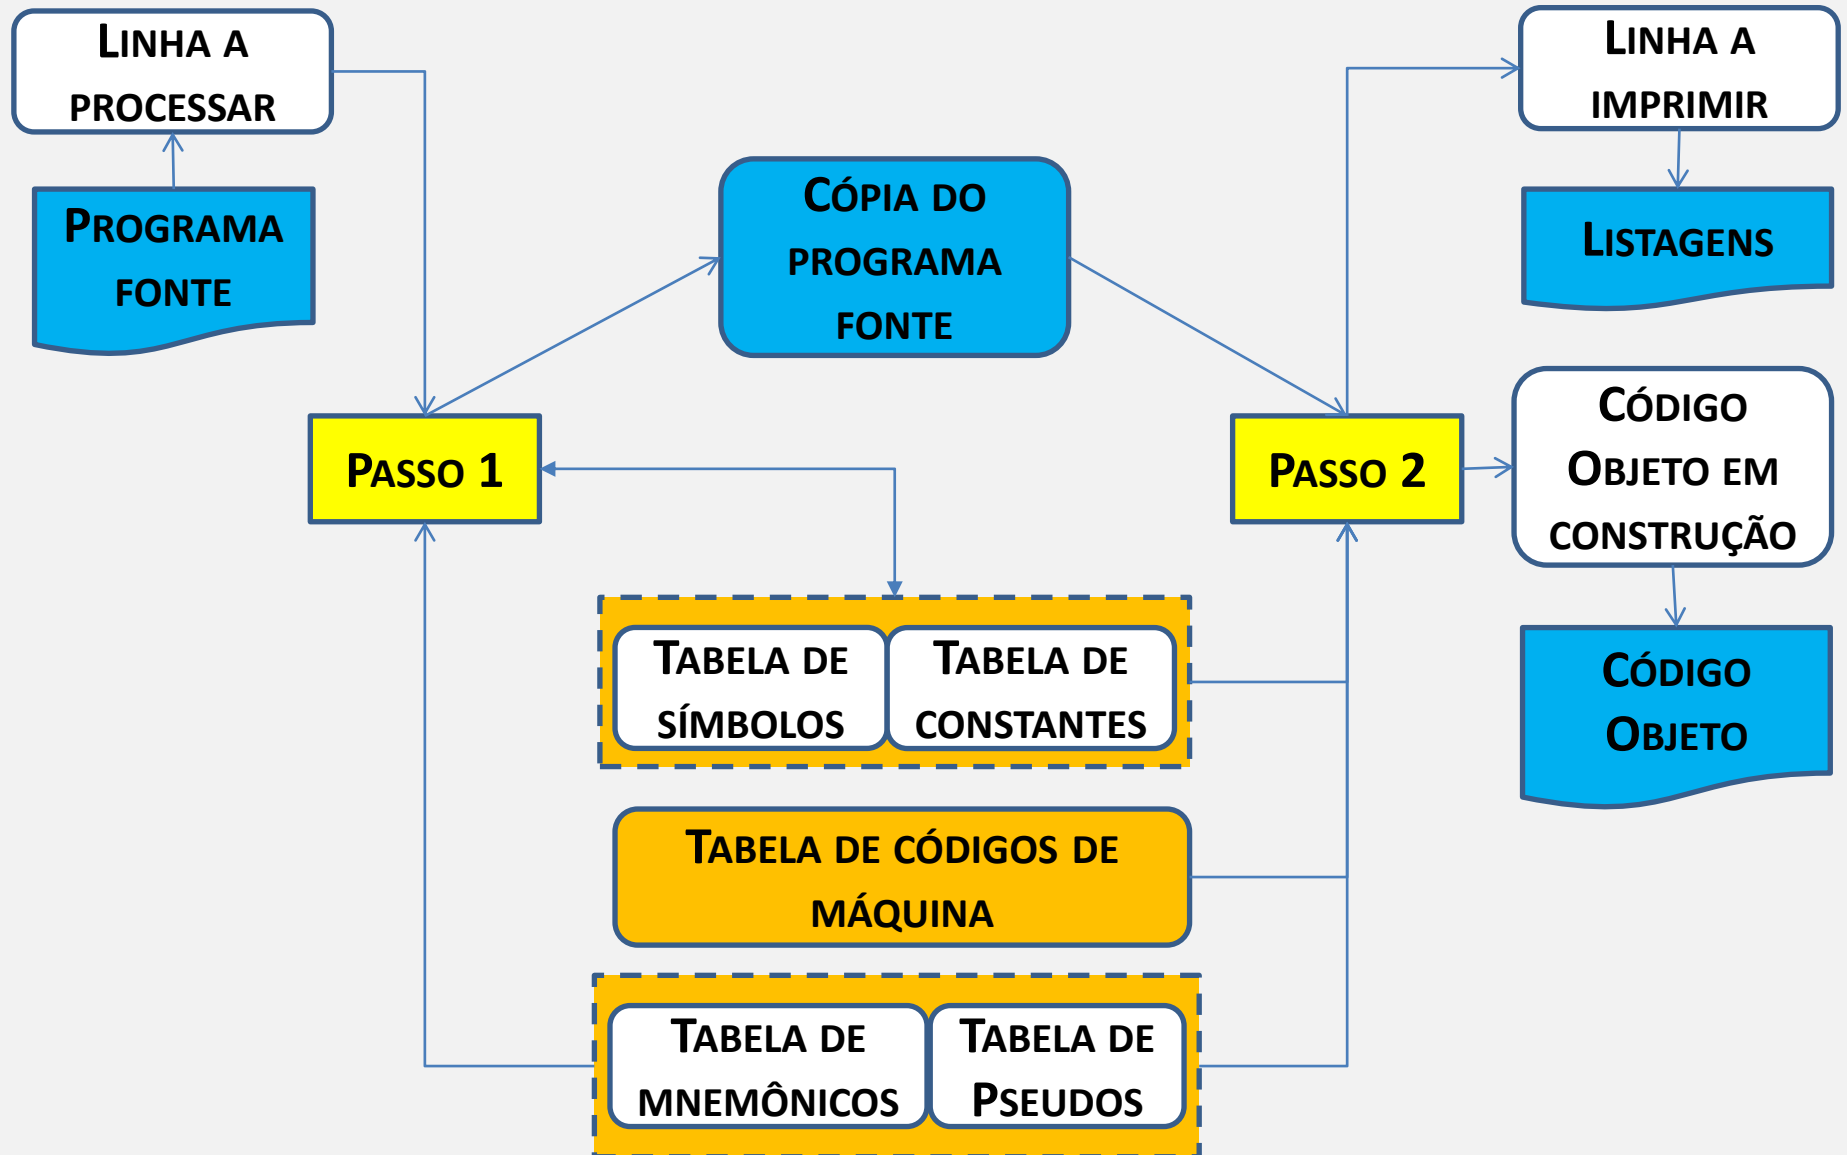 Linha a
processar
Programa
fonte
Cópia do
programa
fonte
Linha a
imprimir
Listagens
Passo 1
Passo 2
Código
Objeto em
construção
Código
Objeto
Tabela de
símbolos
Tabela de
constantes
Tabela de códigos de
máquina
Tabela de
mnemônicos
Tabela de
Pseudos